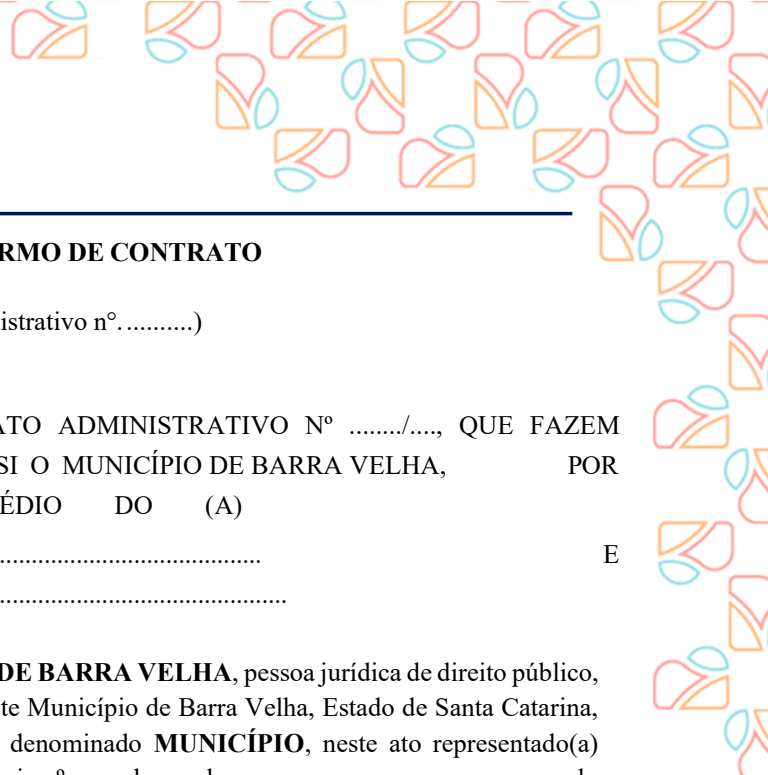 RMO DE CONTRATO
istrativo n°. ..........)
ATO ADMINISTRATIVO Nº ......../...., QUE FAZEM
SI O MUNICÍPIO DE BARRA VELHA, POR
ÉDIO DO (A)
........................................ E
............................................
DE BARRA VELHA, pessoa jurídica de direito público,
te Município de Barra Velha, Estado de Santa Catarina,
denominado MUNICÍPIO, neste ato representado(a)